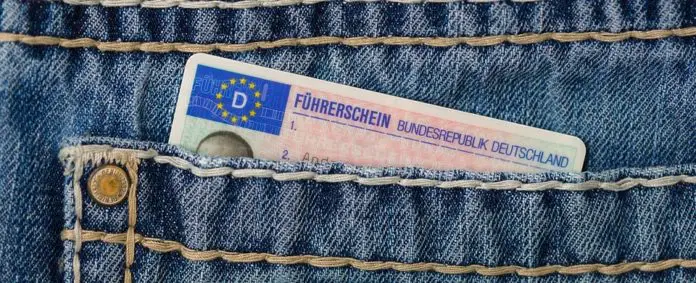 D
FÜHRERSCHEIN BUNDESREPUBLIK DEUTSCHLAND
1.
2.